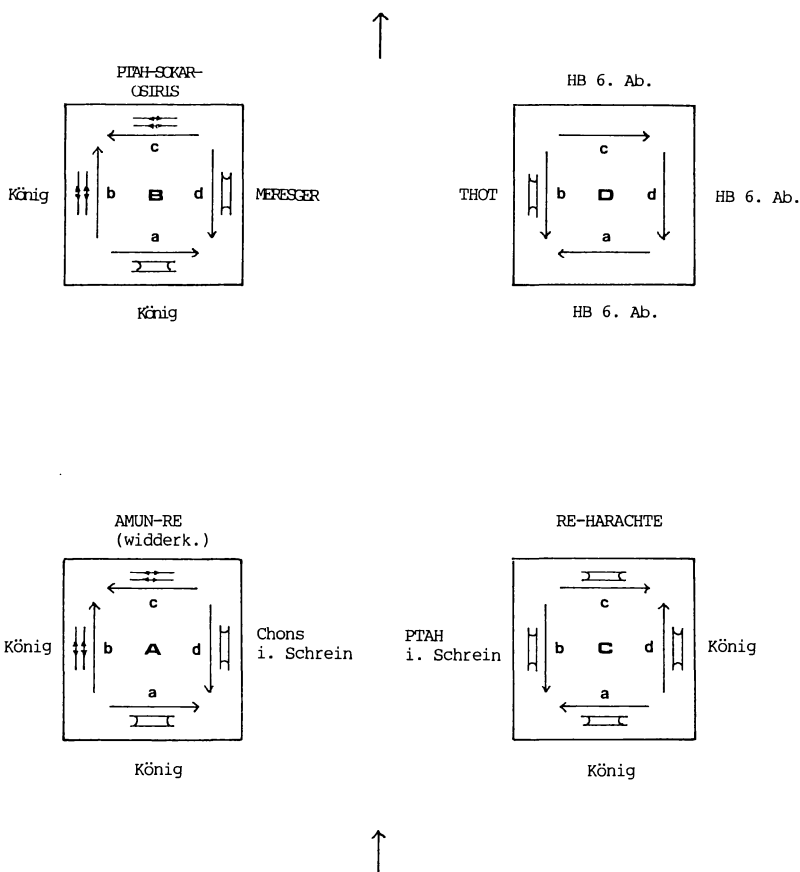 PTAH-SOKAR-
OSIRIS
c
König
b
B
d
MERESGER
a
König
HB 6. Ab.
c
THOT
b
D
d
HB 6. Ab.
a
HB 6. Ab.
AMUN-RE
(widderk.)
c
König
b
A
d
Chons
i. Schrein
a
König
RE-HARACHTE
c
PTAH
i. Schrein
b
C
d
König
a
König